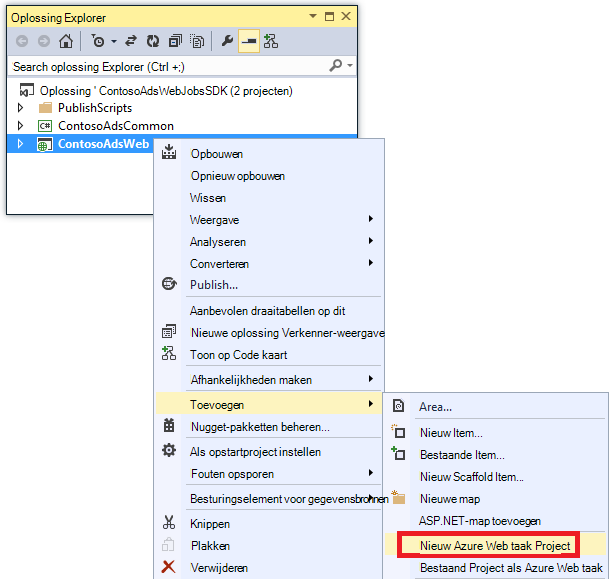 Oplossing Explorer
Search oplossing Explorer (Ctrl +;)
Oplossing ' ContosoAdsWebJobsSDK (2 projecten)
PublishScripts
C# ContosoAdsCommon
ContosoAdsWeb
Opbouwen
Opnieuw opbouwen
Wissen
Weergave
Analyseren
Converteren
Publish...
Aanbevolen draaitabellen op dit
Nieuwe oplossing Verkenner-weergave
Toon op Code kaart
Afhankelijkheden maken
Toevoegen
Nugget-pakketten beheren...
Als opstartproject instellen
Fouten opsporen
Besturingselement voor gegevensbronnen
Knippen
Plakken
Verwijderen
Area...
Nieuw Item...
Bestaande Item...
Nieuw Scaffold Item...
Nieuwe map
ASP.NET-map toevoegen
Nieuw Azure Web taak Project
Bestaand Project als Azure Web taak